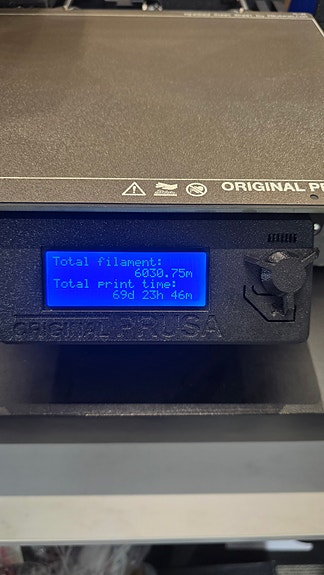 ORIGINAL PR
Total filament:
6030.75m
Total print time:
69d 23h 46m
ORIGINAL PRUSA